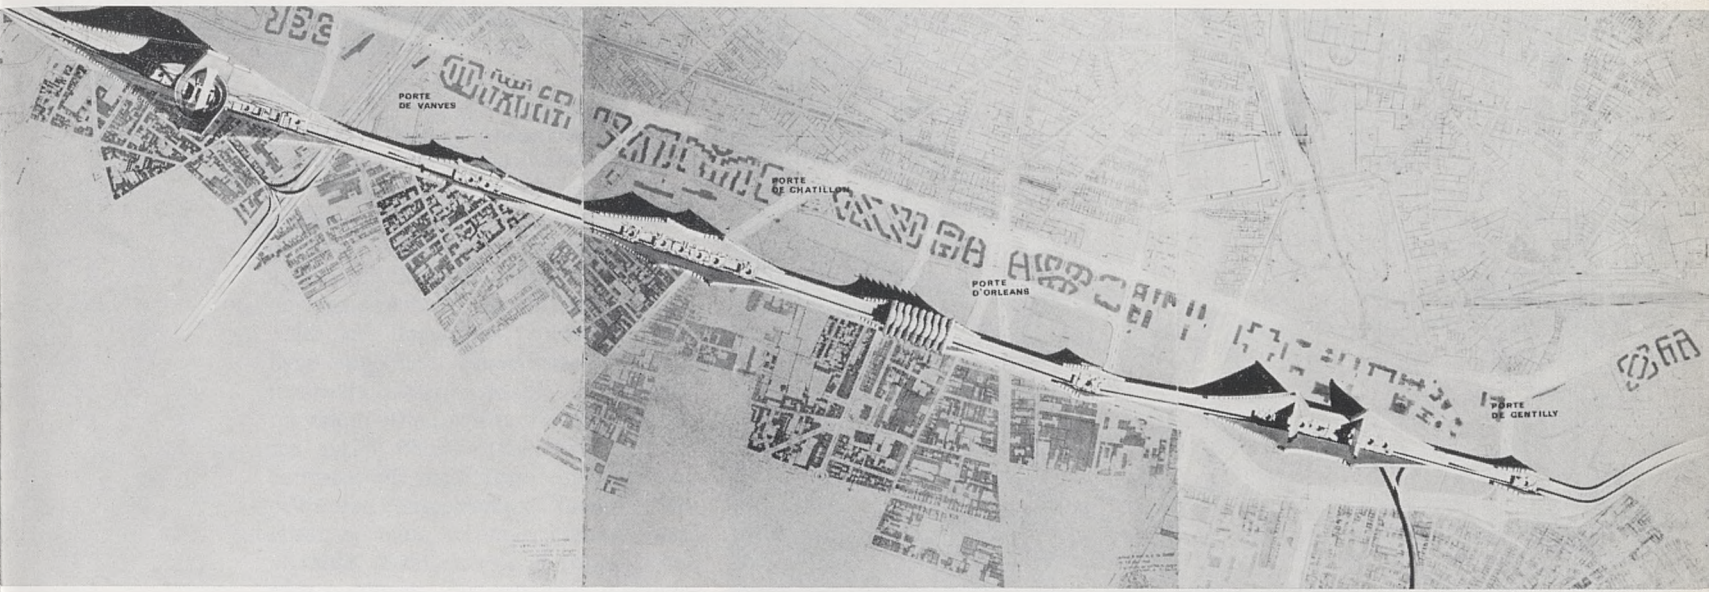 PORTE
DE VANVES
PORTE
DE CHATILLON
PORTE
D'ORLEANS
PORTE
DE GENTILLY